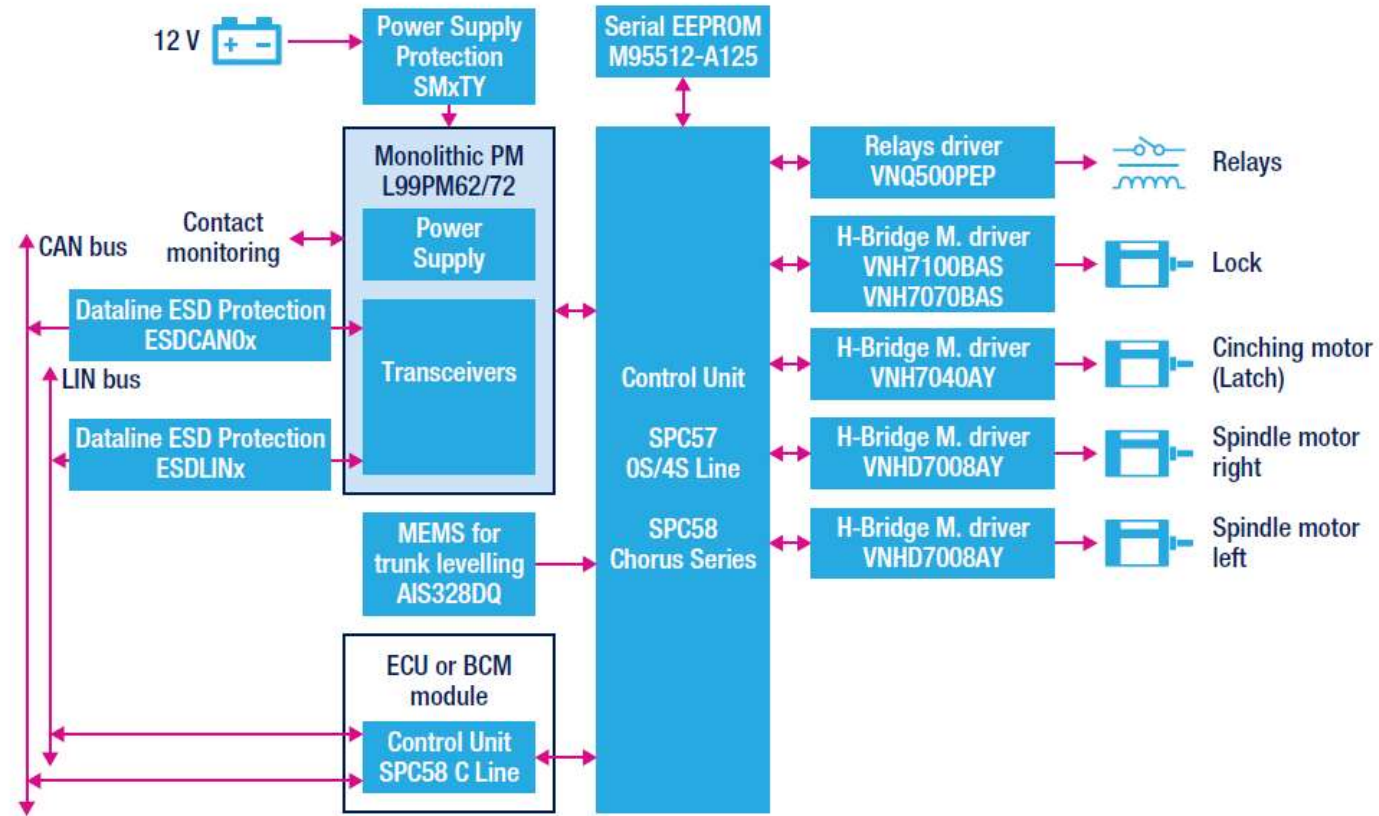 12 V
+ −
Power Supply
Protection
SMxTY
Serial EEPROM
M95512-A125
Monolithic PM
L99PM62/72
Power
Supply
Transceivers
Contact
monitoring
CAN bus
Dataline ESD Protection
ESDCAN0x
LIN bus
Dataline ESD Protection
ESDLINx
MEMS for
trunk levelling
AIS328DQ
ECU or BCM
module
Control Unit
SPC58 C Line
Control Unit
SPC57
0S/4S Line
SPC58
Chorus Series
Relays driver
VNQ500PEP
Relays
H-Bridge M. driver
VNH7100BAS
VNH7070BAS
Lock
H-Bridge M. driver
VNH7040AY
Cinching motor
(Latch)
H-Bridge M. driver
VNHD7008AY
Spindle motor
right
H-Bridge M. driver
VNHD7008AY
Spindle motor
left